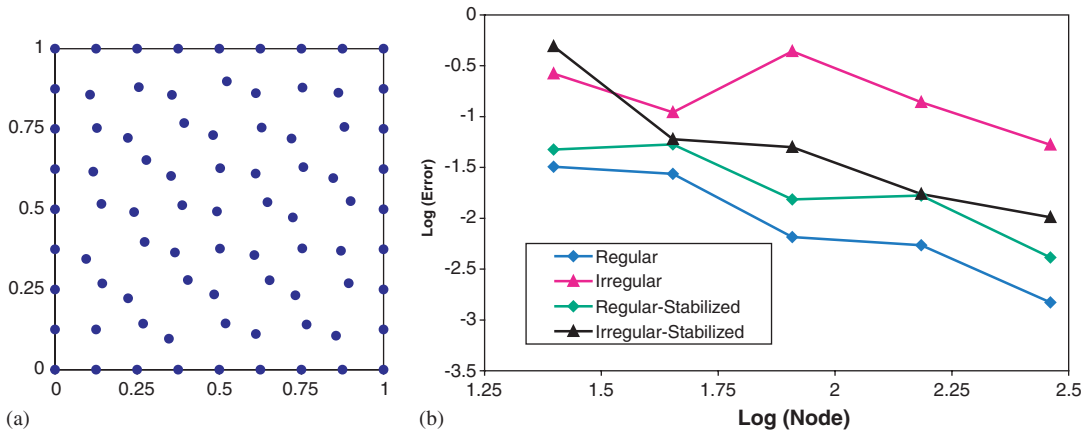 1
0.75
0.5
0.25
0
0 0.25 0.5 0.75 1
(a)
0
-0.5
-1
-1.5
-2
-2.5
-3
-3.5
Log (Error)
Regular
Irregular
Regular-Stabilized
Irregular-Stabilized
1.25 1.5 1.75 2 2.25 2.5
Log (Node)
(b)